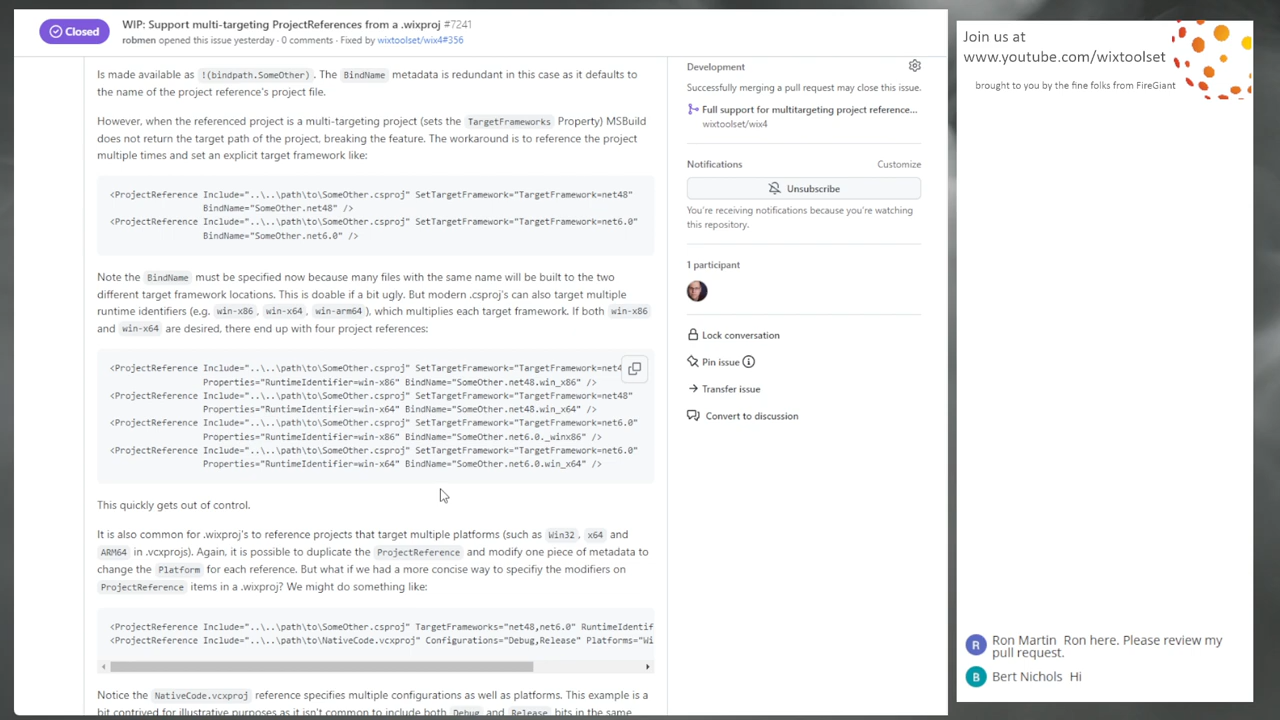 Closed
WIP: Support multi-targeting ProjectReferences from a .wixproj #7241
robmen opened this issue yesterday · 0 comments · Fixed by wixtoolset/wix4#356
Is made available as !(bindpath.SomeOther). The BindName metadata is redundant in this case as it defaults to
the name of the project reference's project file.
However, when the referenced project is a multi-targeting project (sets the TargetFrameworks Property) MSBuild
does not return the target path of the project, breaking the feature. The workaround is to reference the project
multiple times and set an explicit target framework like:
<ProjectReference Include="..\..\path\to\SomeOther.csproj" SetTargetFramework="TargetFramework=net48"
BindName="SomeOther.net48" />
<ProjectReference Include="..\..\path\to\SomeOther.csproj" SetTargetFramework="TargetFramework=net6.0"
BindName="SomeOther.net6.0" />
Note the BindName must be specified now because many files with the same name will be built to the two
different target framework locations. This is doable if a bit ugly. But modern .csproj's can also target multiple
runtime identifiers (e.g. win-x86, win-x64, win-arm64), which multiplies each target framework. If both win-x86
and win-x64 are desired, there end up with four project references:
<ProjectReference Include="..\..\path\to\SomeOther.csproj" SetTargetFramework="TargetFramework=net4
Properties="RuntimeIdentifier=win-x86" BindName="SomeOther.net48.win_x86" />
<ProjectReference Include="..\..\path\to\SomeOther.csproj" SetTargetFramework="TargetFramework=net48"
Properties="RuntimeIdentifier=win-x64" BindName="SomeOther.net48.win_x64" />
<ProjectReference Include="..\..\path\to\SomeOther.csproj" SetTargetFramework="TargetFramework=net6.0"
Properties="RuntimeIdentifier=win-x86" BindName="SomeOther.net6.0._winx86" />
<ProjectReference Include="..\..\path\to\SomeOther.csproj" SetTargetFramework="TargetFramework=net6.0"
Properties="RuntimeIdentifier=win-x64" BindName="SomeOther.net6.0.win_x64" />
This quickly gets out of control.
It is also common for .wixproj's to reference projects that target multiple platforms (such as Win32, x64 and
ARM64 in .vcxprojs). Again, it is possible to duplicate the ProjectReference and modify one piece of metadata to
change the Platform for each reference. But what if we had a more concise way to specifiy the modifiers on
ProjectReference items in a .wixproj? We might do something like:
<ProjectReference Include="..\..\path\to\SomeOther.csproj" TargetFrameworks="net48,net6.0" RuntimeIdentif
<ProjectReference Include="..\..\path\to\NativeCode.vcxproj" Configurations="Debug,Release" Platforms="Wi
Notice the NativeCode.vcxproj reference specifies multiple configurations as well as platforms. This example is a
bit contrived for illustrative purposes as it isn't common to include both Debug and Release bits in the same
Development
Successfully merging a pull request may close this issue.
Full support for multitargeting project reference...
wixtoolset/wix4
Notifications Customize
Unsubscribe
You're receiving notifications because you're watching
this repository.
1 participant
Lock conversation
Pin issue
Transfer issue
Convert to discussion
Join us at
www.youtube.com/wixtoolset
brought to you by the fine folks from FireGiant
R Ron Martin Ron here. Please review my
pull request.
B Bert Nichols Hi